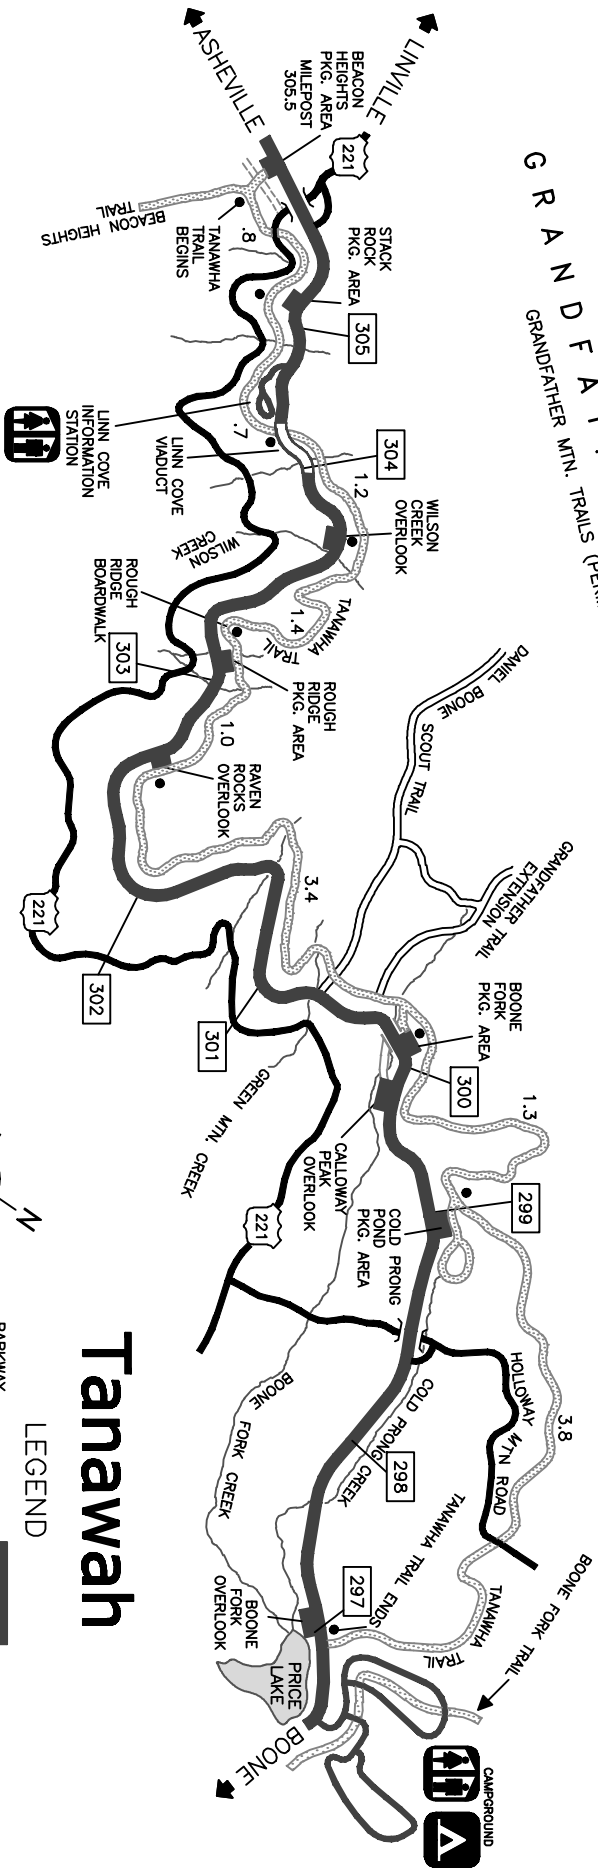 GRANDFAT
GRANDFATHER MTN. TRAILS (PERM
LINVILLE
ASHEVILLE
BEACON
HEIGHTS
PKG. AREA
MILEPOST
305.5
221
BEACON HEIGHTS
TRAIL
TANAWHA
TRAIL
BEGINS
.8
STACK
ROCK
PKG. AREA
305
LINN COVE
INFORMATION
STATION
.7
LINN COVE
VIADUCT
304
1.2
WILSON
CREEK
OVERLOOK
WILSON
CREEK
TANAWHA
TRAIL
1.4
ROUGH
RIDGE
BOARDWALK
303
ROUGH
RIDGE
PKG. AREA
1.0
RAVEN
ROCKS
OVERLOOK
221
302
3.4
DANIEL BOONE
SCOUT TRAIL
GRANDFATHER TRAIL
EXTENSION
301
GREEN MTN. CREEK
BOONE
FORK
PKG. AREA
300
1.3
CALLOWAY
PEAK
OVERLOOK
221
299
COLD PRONG
POND
PKG. AREA
HOLLOWAY MTN ROAD
3.8
COLD PRONG CREEK
298
BOONE FORK CREEK
TANAWHA TRAIL ENDS
297
BOONE
FORK
OVERLOOK
TANAWHA
TRAIL
BOONE FORK TRAIL
PRICE
LAKE
BOONE
CAMPGROUND
N
Tanawah
LEGEND
PARKWAY